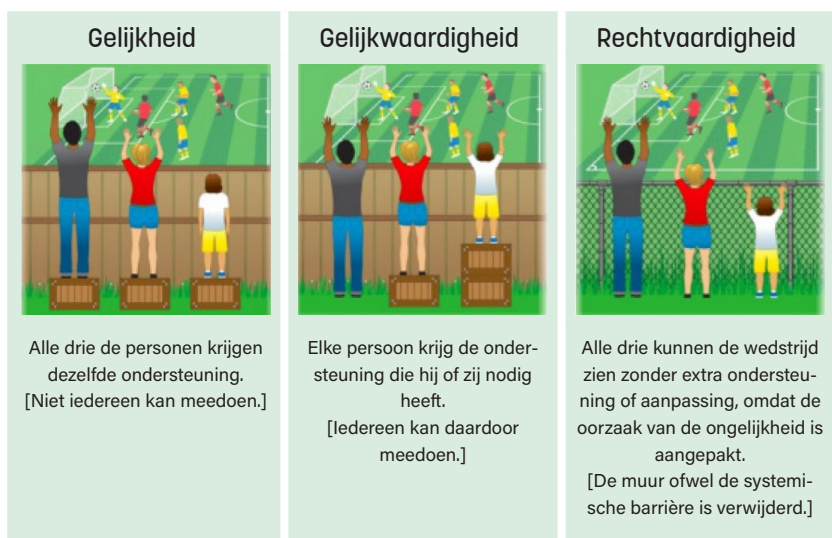 Gelijkheid
Alle drie de personen krijgen
dezelfde ondersteuning.
[Niet iedereen kan meedoen.]
Gelijkwaardigheid
Elke persoon krijg de onder-
steuning die hij of zij nodig
heeft.
[Iedereen kan daardoor
meedoen.]
Rechtvaardigheid
Alle drie kunnen de wedstrijd
zien zonder extra ondersteu-
ning of aanpassing, omdat de
oorzaak van de ongelijkheid is
aangepakt.
[De muur ofwel de systemi-
sche barrière is verwijderd.]